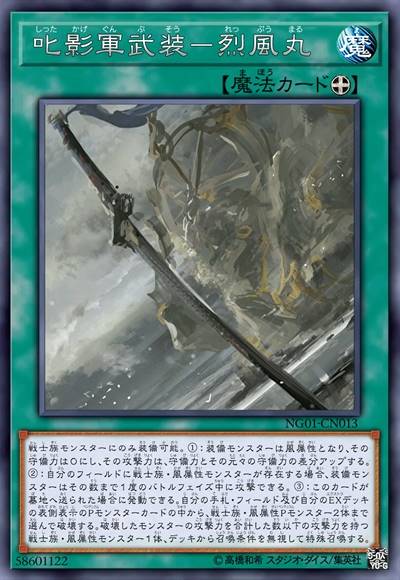 しった かげ ぐん ぶ そう れっ ぷう まる
叱影軍武装－烈風丸
魔
【魔法カード】
ま ほう
NG01-CN013
戦士族モンスターにのみ装備可能。①：装備モンスターは風属性となり、その
守備力は０にし、その攻撃力は、守備力とその元々の守備力の差分アップする。
②：自分のフィールドに戦士族・風属性モンスターが存在する場合、装備モン
スターはその数まで１度のバトルフェイズ中に攻撃できる。③：このカードが
墓地へ送られた場合に発動できる。自分の手札・フィールド及び自分のEXデッキ
の表側表示のPモンスターカードの中から、戦士族・風属性Pモンスター2体まで
選んで破壊する。破壊したモンスターの攻撃力を合計した数以下の攻撃力を持つ
戦士族・風属性モンスター１体、デッキから召喚条件を無視して特殊召喚する。
58601122
©高橋和希 スタジオ・ダイス/集英社